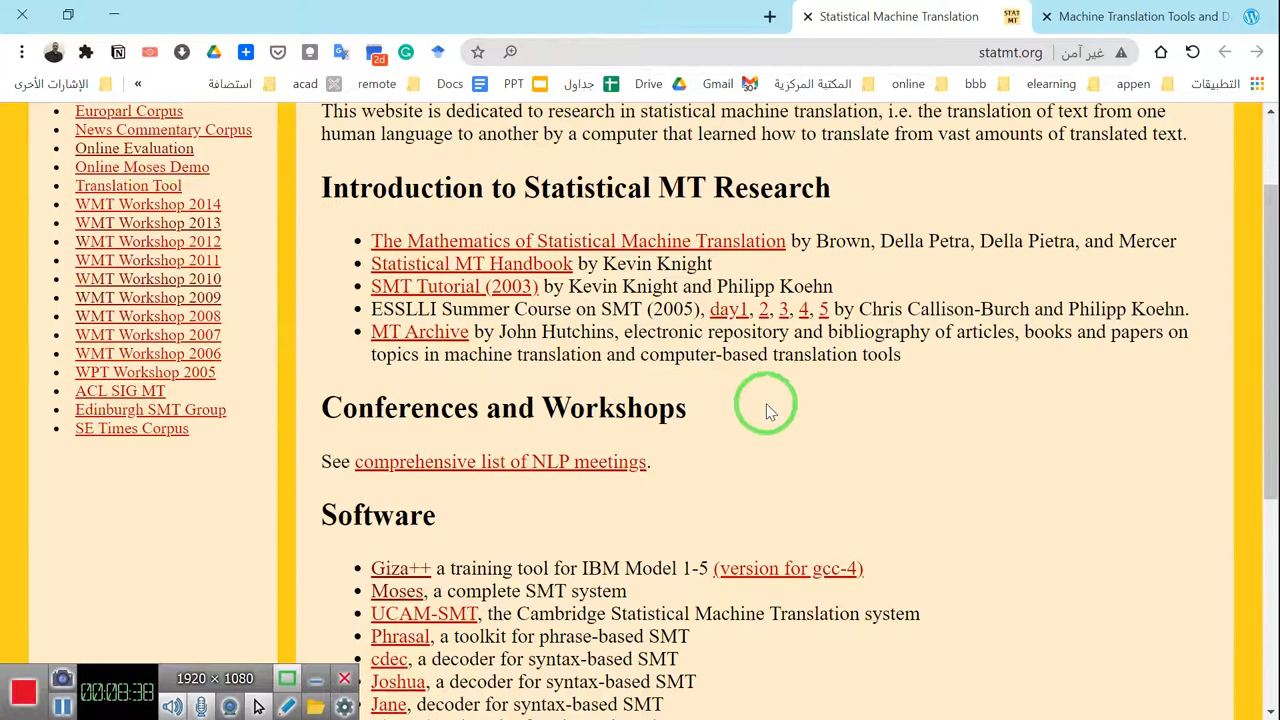 Statistical Machine Translation
STAT
MT
Machine Translation Tools and D
2d
statmt.org
غير آمن
الإشارات الأخرى
«
استضافة
acad
remote
Docs
PPT
جداول
Drive
Gmail
30
المكتبة المركزية
online
bbb
elearning
appen
التطبيقات
Europarl Corpus
News Commentary Corpus
Online Evaluation
Online Moses Demo
Translation Tool
WMT Workshop 2014
WMT Workshop 2013
WMT Workshop 2012
WMT Workshop 2011
WMT Workshop 2010
WMT Workshop 2009
WMT Workshop 2008
WMT Workshop 2007
WMT Workshop 2006
WPT Workshop 2005
ACL SIG MT
Edinburgh SMT Group
SE Times Corpus
This website is dedicated to research in statistical machine translation, i.e. the translation of text from one
human language to another by a computer that learned how to translate from vast amounts of translated text.
Introduction to Statistical MT Research
• The Mathematics of Statistical Machine Translation by Brown, Della Petra, Della Pietra, and Mercer
• Statistical MT Handbook by Kevin Knight
• SMT Tutorial (2003) by Kevin Knight and Philipp Koehn
• ESSLLI Summer Course on SMT (2005), day1, 2, 3, 4, 5 by Chris Callison-Burch and Philipp Koehn.
• MT Archive by John Hutchins, electronic repository and bibliography of articles, books and papers on
topics in machine translation and computer-based translation tools
Conferences and Workshops
See comprehensive list of NLP meetings.
Software
• Giza++ a training tool for IBM Model 1-5 (version for gcc-4)
• Moses, a complete SMT system
• UCAM-SMT, the Cambridge Statistical Machine Translation system
• Phrasal, a toolkit for phrase-based SMT
• cdec, a decoder for syntax-based SMT
• Joshua, a decoder for syntax-based SMT
• Jane, decoder for syntax-based SMT
1920 × 1080
00:08:38